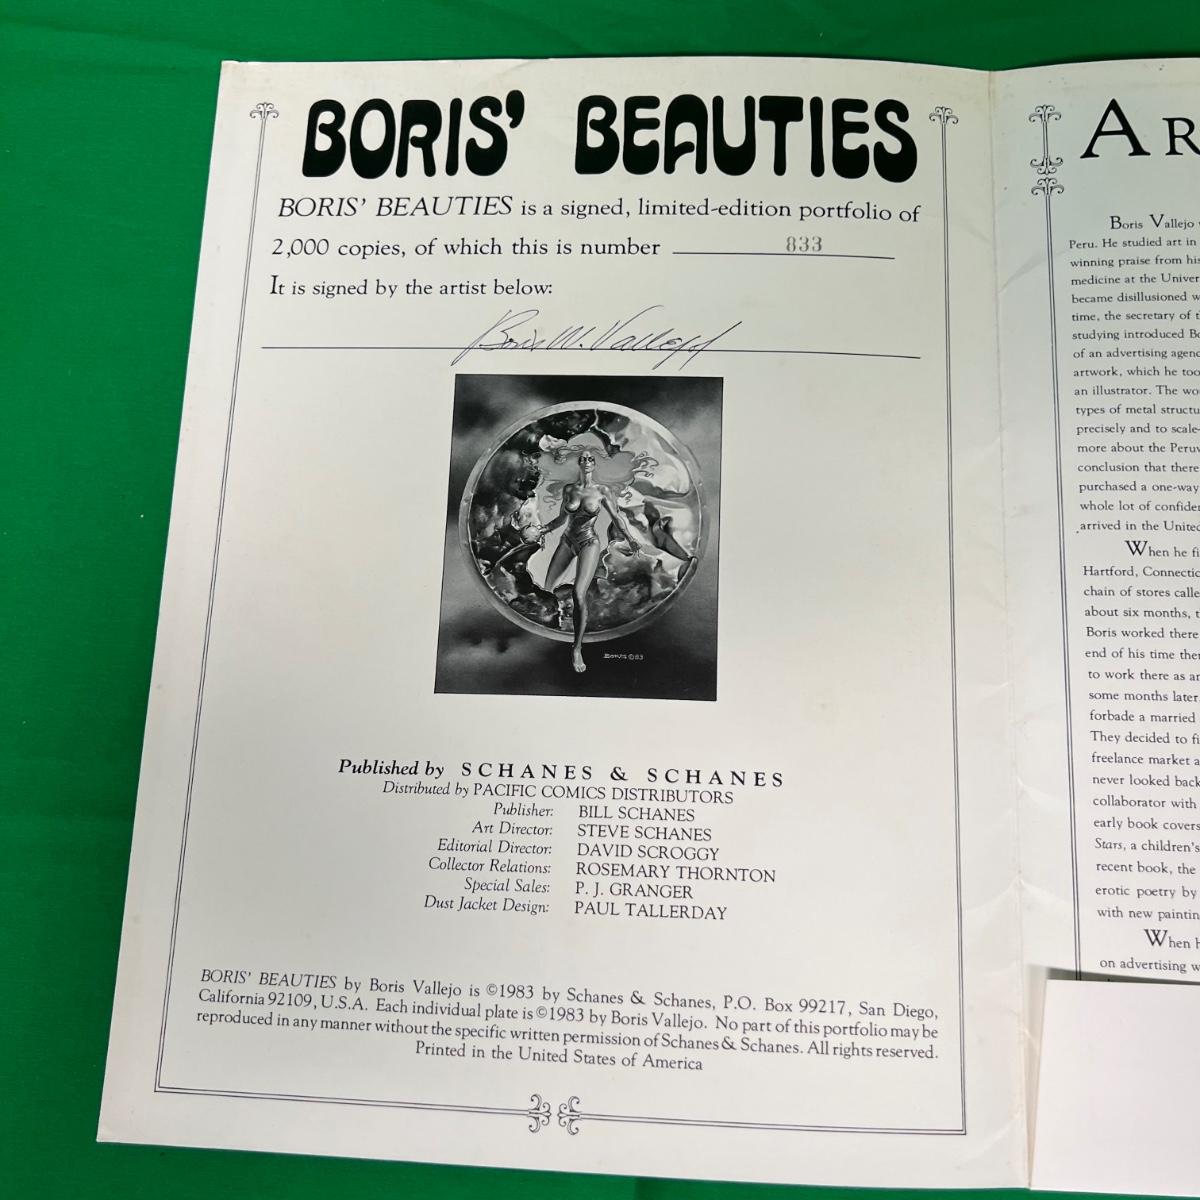 BORIS' BEAUTIES
BORIS' BEAUTIES is a signed, limited-edition portfolio of
2,000 copies, of which this is number 833
It is signed by the artist below:
Boris W. Vallejo
BORIS ©83
Published by SCHANES & SCHANES
Distributed by PACIFIC COMICS DISTRIBUTORS
Publisher: BILL SCHANES
Art Director: STEVE SCHANES
Editorial Director: DAVID SCROGGY
Collector Relations: ROSEMARY THORNTON
Special Sales: P. J. GRANGER
Dust Jacket Design: PAUL TALLERDAY
BORIS' BEAUTIES by Boris Vallejo is ©1983 by Schanes & Schanes, P.O. Box 99217, San Diego,
California 92109, U.S.A. Each individual plate is ©1983 by Boris Vallejo. No part of this portfolio may be
reproduced in any manner without the specific written permission of Schanes & Schanes. All rights reserved.
Printed in the United States of America
AR
Boris Vallejo
Peru. He studied art in
winning praise from his
medicine at the Univer
became disillusioned w
time, the secretary of t
studying introduced Bo
of an advertising agenc
artwork, which he too
an illustrator. The wo
types of metal structu
precisely and to scale-
more about the Peruv
conclusion that there
purchased a one-way
whole lot of confiden
arrived in the United
When he fi
Hartford, Connectic
chain of stores calle
about six months, t
Boris worked there
end of his time ther
to work there as an
some months later.
forbade a married
They decided to fi
freelance market a
never looked back
collaborator with
early book covers
Stars, a children's
recent book, the
erotic poetry by
with new paintin
When h
on advertising w